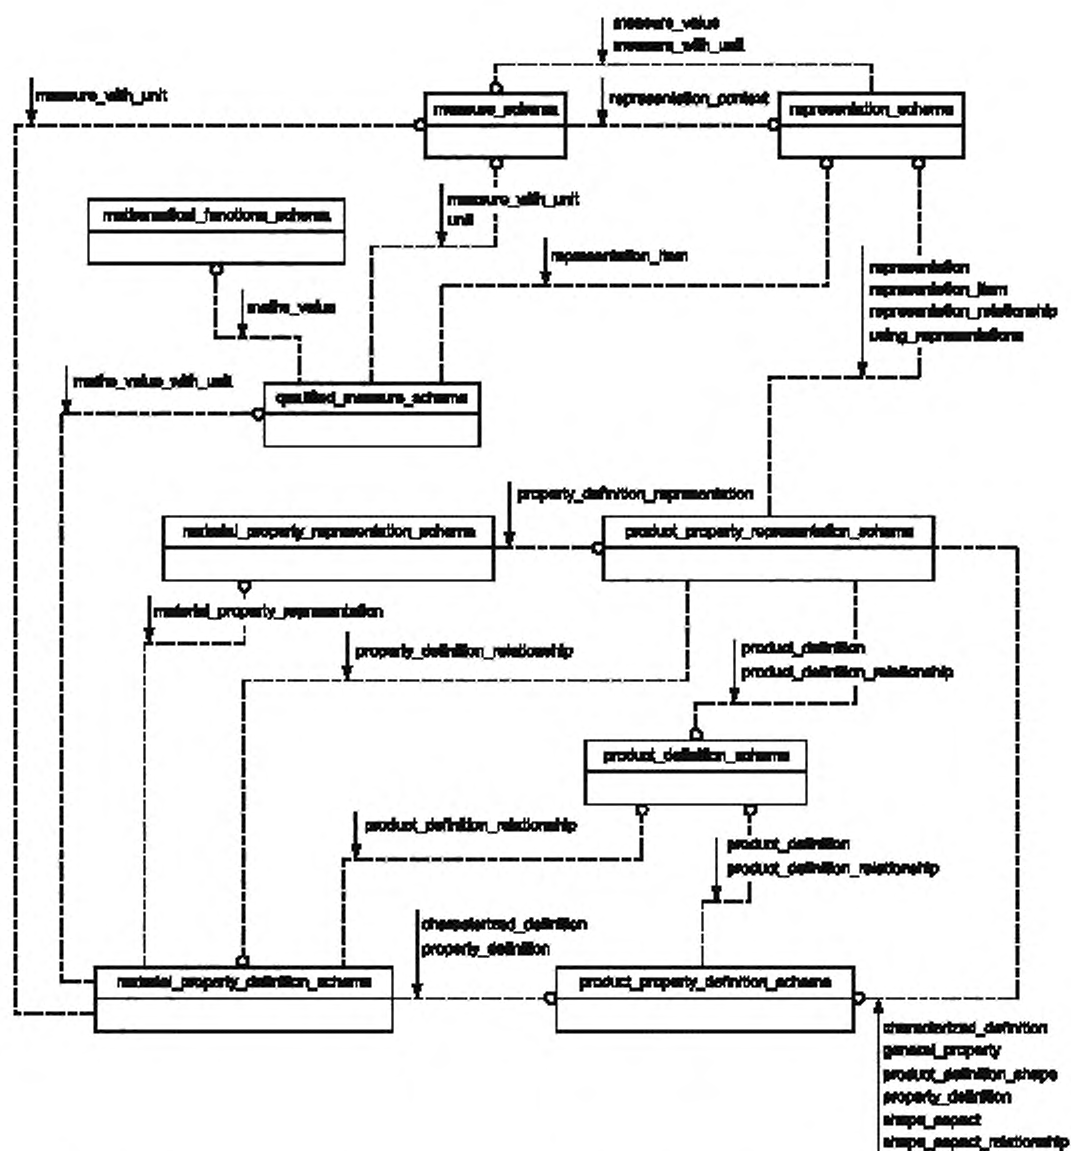 measure_value
measure_with_unit
measure_with_unit
measure_schema
representation_context
representation_schema
measure_with_unit
unit
mathematical_functions_schema
representation_item
representation
representation_item
representation_relationship
using_representations
maths_value
maths_value_with_unit
qualified_measure_schema
property_definition_representation
material_property_representation_schema
product_property_representation_schema
material_property_representation
property_definition_relationship
product_definition
product_definition_relationship
product_definition_schema
product_definition_relationship
product_definition
product_definition_relationship
characterized_definition
property_definition
material_property_definition_schema
product_property_definition_schema
characterized_definition
general_property
product_definition_shape
property_definition
shape_aspect
shape_aspect_relationship